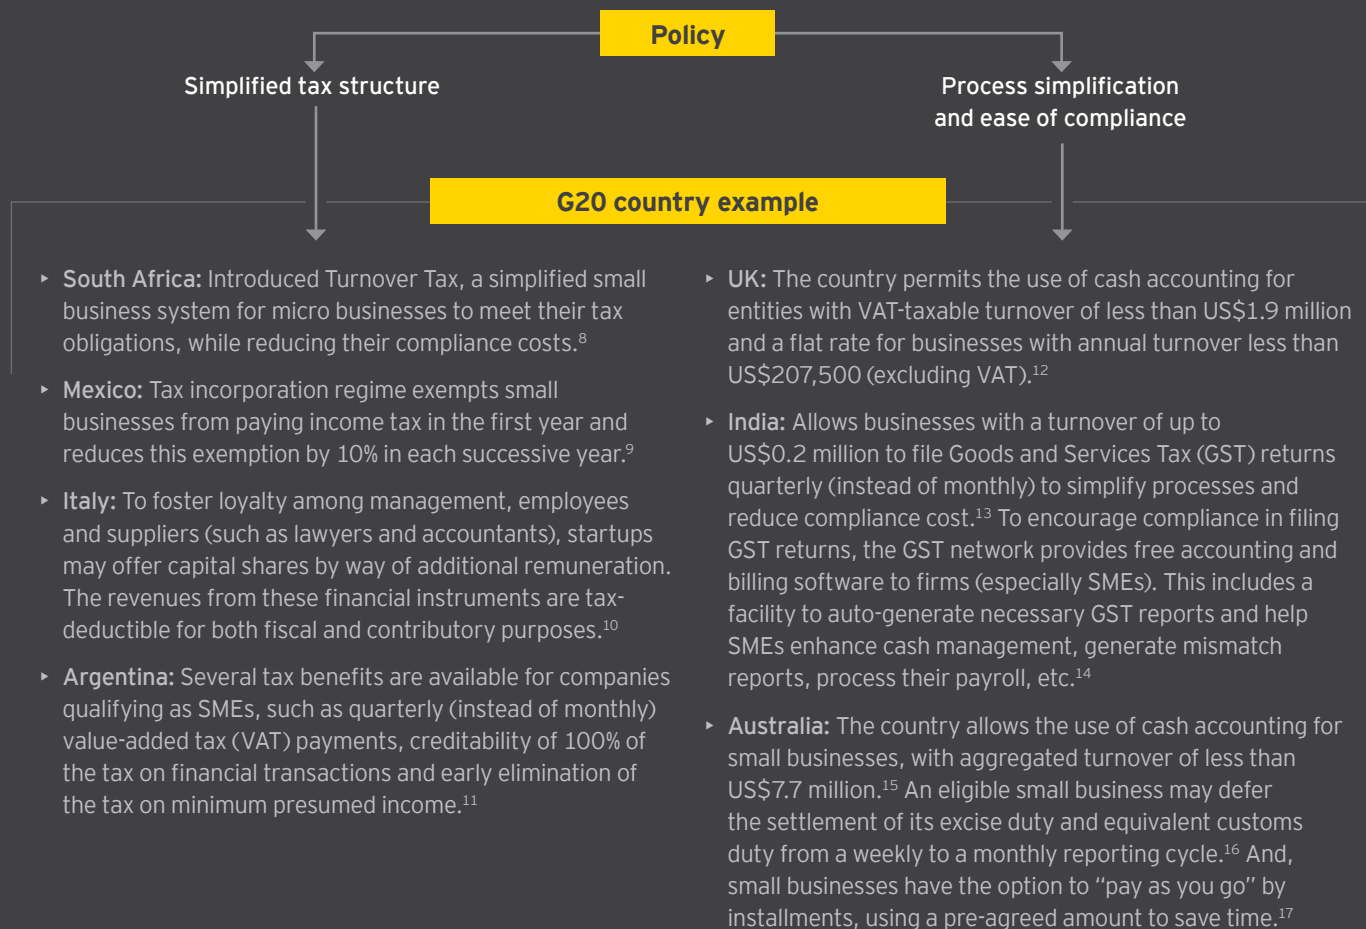 Policy
Simplified tax structure
Process simplification
and ease of compliance
G20 country example
‣ South Africa: Introduced Turnover Tax, a simplified small
business system for micro businesses to meet their tax
obligations, while reducing their compliance costs.⁸
‣ Mexico: Tax incorporation regime exempts small
businesses from paying income tax in the first year and
reduces this exemption by 10% in each successive year.⁹
‣ Italy: To foster loyalty among management, employees
and suppliers (such as lawyers and accountants), startups
may offer capital shares by way of additional remuneration.
The revenues from these financial instruments are tax-
deductible for both fiscal and contributory purposes.¹⁰
‣ Argentina: Several tax benefits are available for companies
qualifying as SMEs, such as quarterly (instead of monthly)
value-added tax (VAT) payments, creditability of 100% of
the tax on financial transactions and early elimination of
the tax on minimum presumed income.¹¹
‣ UK: The country permits the use of cash accounting for
entities with VAT-taxable turnover of less than US$1.9 million
and a flat rate for businesses with annual turnover less than
US$207,500 (excluding VAT).¹²
‣ India: Allows businesses with a turnover of up to
US$0.2 million to file Goods and Services Tax (GST) returns
quarterly (instead of monthly) to simplify processes and
reduce compliance cost.¹³ To encourage compliance in filing
GST returns, the GST network provides free accounting and
billing software to firms (especially SMEs). This includes a
facility to auto-generate necessary GST reports and help
SMEs enhance cash management, generate mismatch
reports, process their payroll, etc.¹⁴
‣ Australia: The country allows the use of cash accounting for
small businesses, with aggregated turnover of less than
US$7.7 million.¹⁵ An eligible small business may defer
the settlement of its excise duty and equivalent customs
duty from a weekly to a monthly reporting cycle.¹⁶ And,
small businesses have the option to “pay as you go” by
installments, using a pre-agreed amount to save time.¹⁷